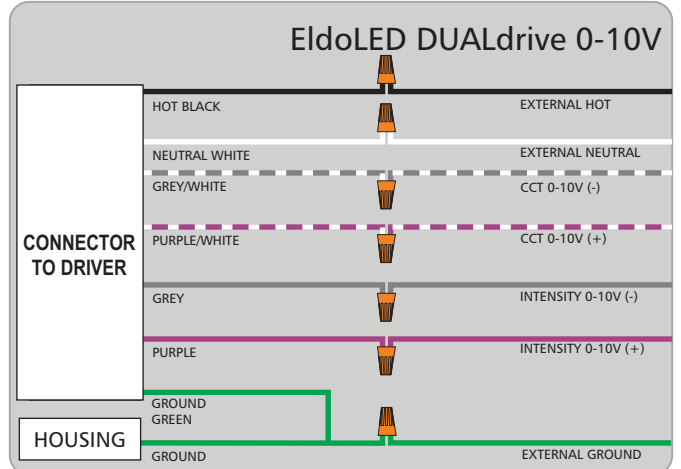 EldoLED DUALdrive 0-10V
HOT BLACK
EXTERNAL HOT
NEUTRAL WHITE
EXTERNAL NEUTRAL
GREY/WHITE
CCT 0-10V (-)
CONNECTOR
TO DRIVER
PURPLE/WHITE
CCT 0-10V (+)
GREY
INTENSITY 0-10V (-)
PURPLE
INTENSITY 0-10V (+)
GROUND
GREEN
HOUSING
GROUND
EXTERNAL GROUND